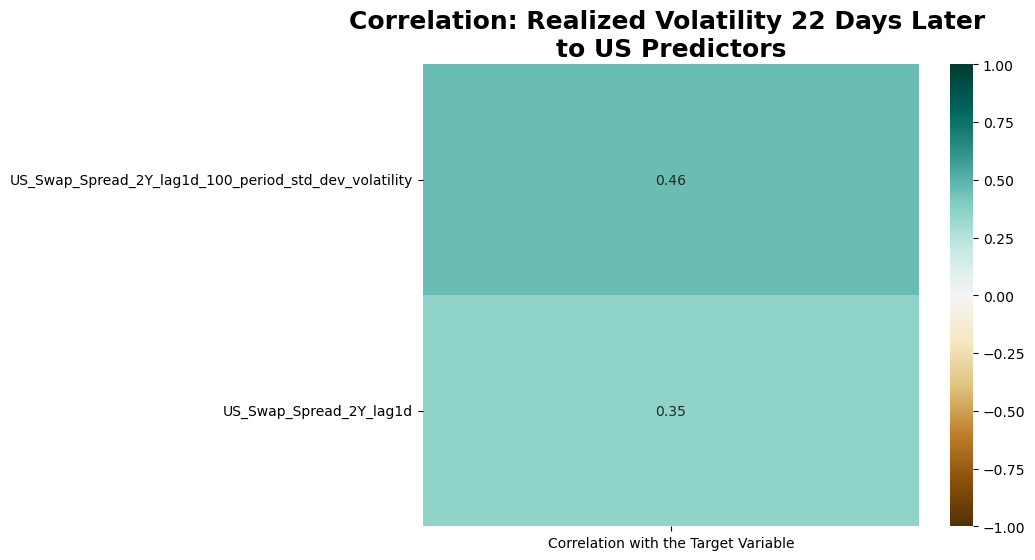 Correlation: Realized Volatility 22 Days Later
to US Predictors
US_Swap_Spread_2Y_lag1d_100_period_std_dev_volatility
0.46
US_Swap_Spread_2Y_lag1d
0.35
Correlation with the Target Variable
1.00
0.75
0.50
0.25
0.00
−0.25
−0.50
−0.75
−1.00